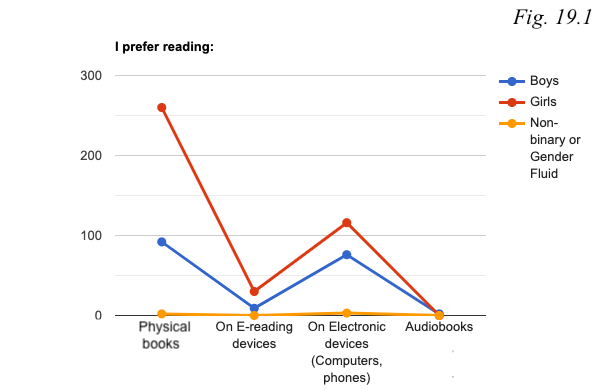 Fig. 19.1
I prefer reading:
300
200
100
0
Physical
books
On E-reading
devices
On Electronic
devices
(Computers,
phones)
Audiobooks
Boys
Girls
Non-
binary or
Gender
Fluid